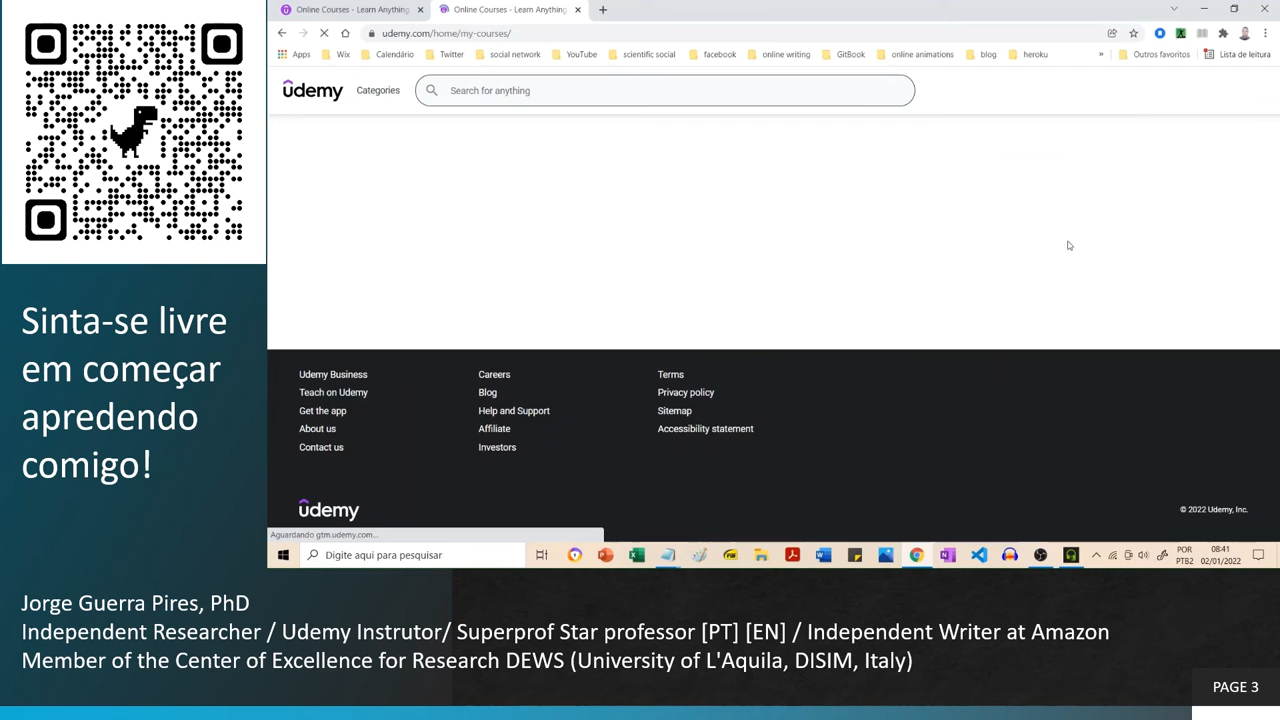 Online Courses - Learn Anything,
Online Courses - Learn Anything,
udemy.com/home/my-courses/
Apps
Wix
Calendário
Twitter
social network
YouTube
scientific social
facebook
online writing
GitBook
online animations
blog
heroku
»
Outros favoritos
Lista de leitura
udemy
Categories
Search for anything
Sinta-se livre
em começar
apredendo
comigo!
Udemy Business
Teach on Udemy
Get the app
About us
Contact us
Careers
Blog
Help and Support
Affiliate
Investors
Terms
Privacy policy
Sitemap
Accessibility statement
udemy
© 2022 Udemy, Inc.
Aguardando gtm.udemy.com...
Digite aqui para pesquisar
POR
PTB2
08:41
02/01/2022
Jorge Guerra Pires, PhD
Independent Researcher / Udemy Instrutor/ Superprof Star professor [PT] [EN] / Independent Writer at Amazon
Member of the Center of Excellence for Research DEWS (University of L'Aquila, DISIM, Italy)
PAGE 3